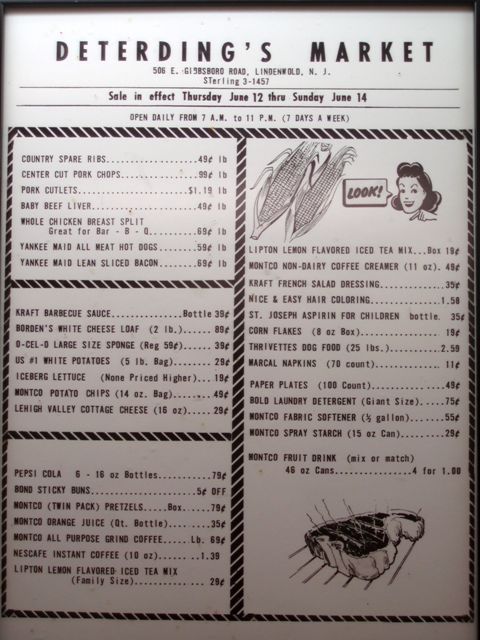 DETERDING'S MARKET
506 E. GIBBSBORO ROAD, LINDENWOLD, N. J.
STerling 3-1457
Sale in effect Thursday June 12 thru Sunday June 14
OPEN DAILY FROM 7 A.M. to 11 P.M. (7 DAYS A WEEK)
COUNTRY SPARE RIBS..............49¢ lb
CENTER CUT PORK CHOPS...........99¢ lb
PORK CUTLETS....................$1.19 lb
BABY BEEF LIVER.................49¢ lb
WHOLE CHICKEN BREAST SPLIT
Great for Bar - B - Q.........69¢ lb
YANKEE MAID ALL MEAT HOT DOGS...59¢ lb
YANKEE MAID LEAN SLICED BACON...69¢ lb
KRAFT BARBECUE SAUCE.........Bottle 39¢
BORDEN'S WHITE CHEESE LOAF (2 lb.)....89¢
O-CEL-O LARGE SIZE SPONGE (Reg 59¢)...39¢
US #1 WHITE POTATOES (5 lb. Bag)......29¢
ICEBERG LETTUCE (None Priced Higher)...19¢
MONTCO POTATO CHIPS (14 oz. Bag)......49¢
LEHIGH VALLEY COTTAGE CHEESE (16 oz)...29¢
PEPSI COLA 6 - 16 oz Bottles..........79¢
BOND STICKY BUNS....................5¢ OFF
MONTCO (TWIN PACK) PRETZELS.....Box...79¢
MONTCO ORANGE JUICE (Qt. Bottle)......35¢
MONTCO ALL PURPOSE GRIND COFFEE.....Lb. 69¢
NESCAFE INSTANT COFFEE (10 oz).......1.39
LIPTON LEMON FLAVORED ICED TEA MIX
(Family Size)............ 29¢
LOOK!
LIPTON LEMON FLAVORED ICED TEA MIX...Box 19¢
MONTCO NON-DAIRY COFFEE CREAMER (11 oz). 49¢
KRAFT FRENCH SALAD DRESSING...........35¢
NICE & EASY HAIR COLORING............1.58
ST. JOSEPH ASPIRIN FOR CHILDREN bottle. 35¢
CORN FLAKES (8 oz Box)................19¢
THRIVETTES DOG FOOD (25 lbs.)........2.59
MARCAL NAPKINS (70 count).............11¢
PAPER PLATES (100 Count)..............49¢
BOLD LAUNDRY DETERGENT (Giant Size)...75¢
MONTCO FABRIC SOFTENER (½ gallon).....55¢
MONTCO SPRAY STARCH (15 oz Can).......29¢
MONTCO FRUIT DRINK (mix or match)
46 oz Cans.............4 for 1.00